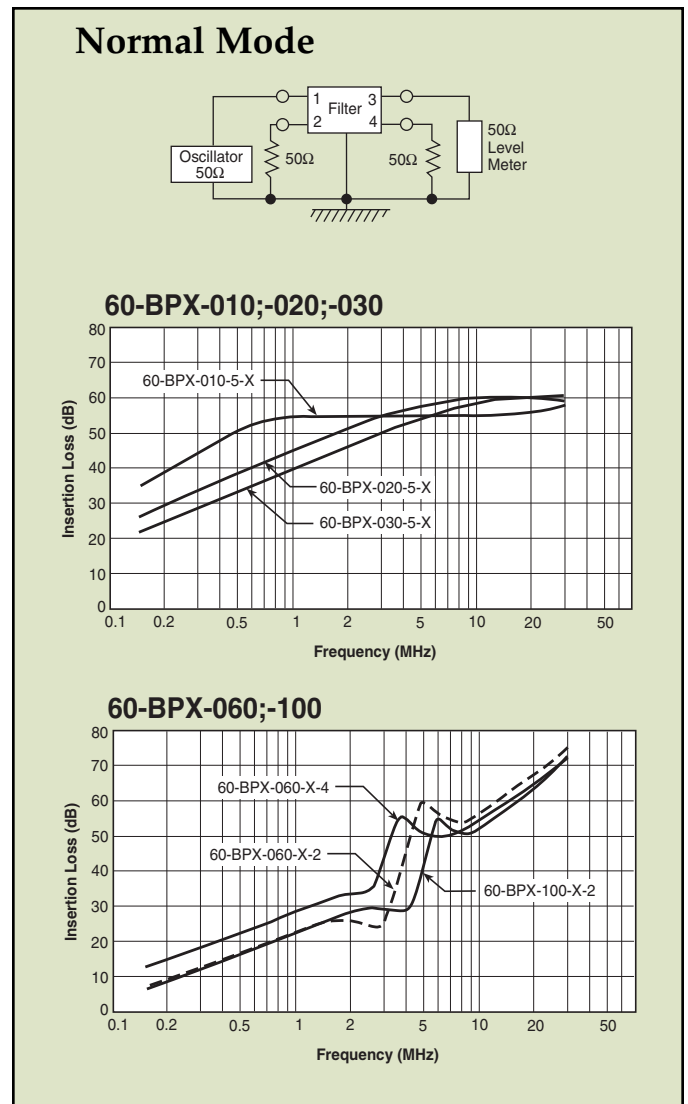 Normal Mode
1 Filter 3
2 4
Oscillator
50Ω
50Ω
50Ω
50Ω
Level
Meter
60-BPX-010;-020;-030
Insertion Loss (dB)
80
70
60
50
40
30
20
10
0
60-BPX-010-5-X
60-BPX-020-5-X
60-BPX-030-5-X
0.1 0.2 0.5 1 2 5 10 20 50
Frequency (MHz)
60-BPX-060;-100
Insertion Loss (dB)
80
70
60
50
40
30
20
10
0
60-BPX-060-X-4
60-BPX-060-X-2
60-BPX-100-X-2
0.1 0.2 0.5 1 2 5 10 20 50
Frequency (MHz)